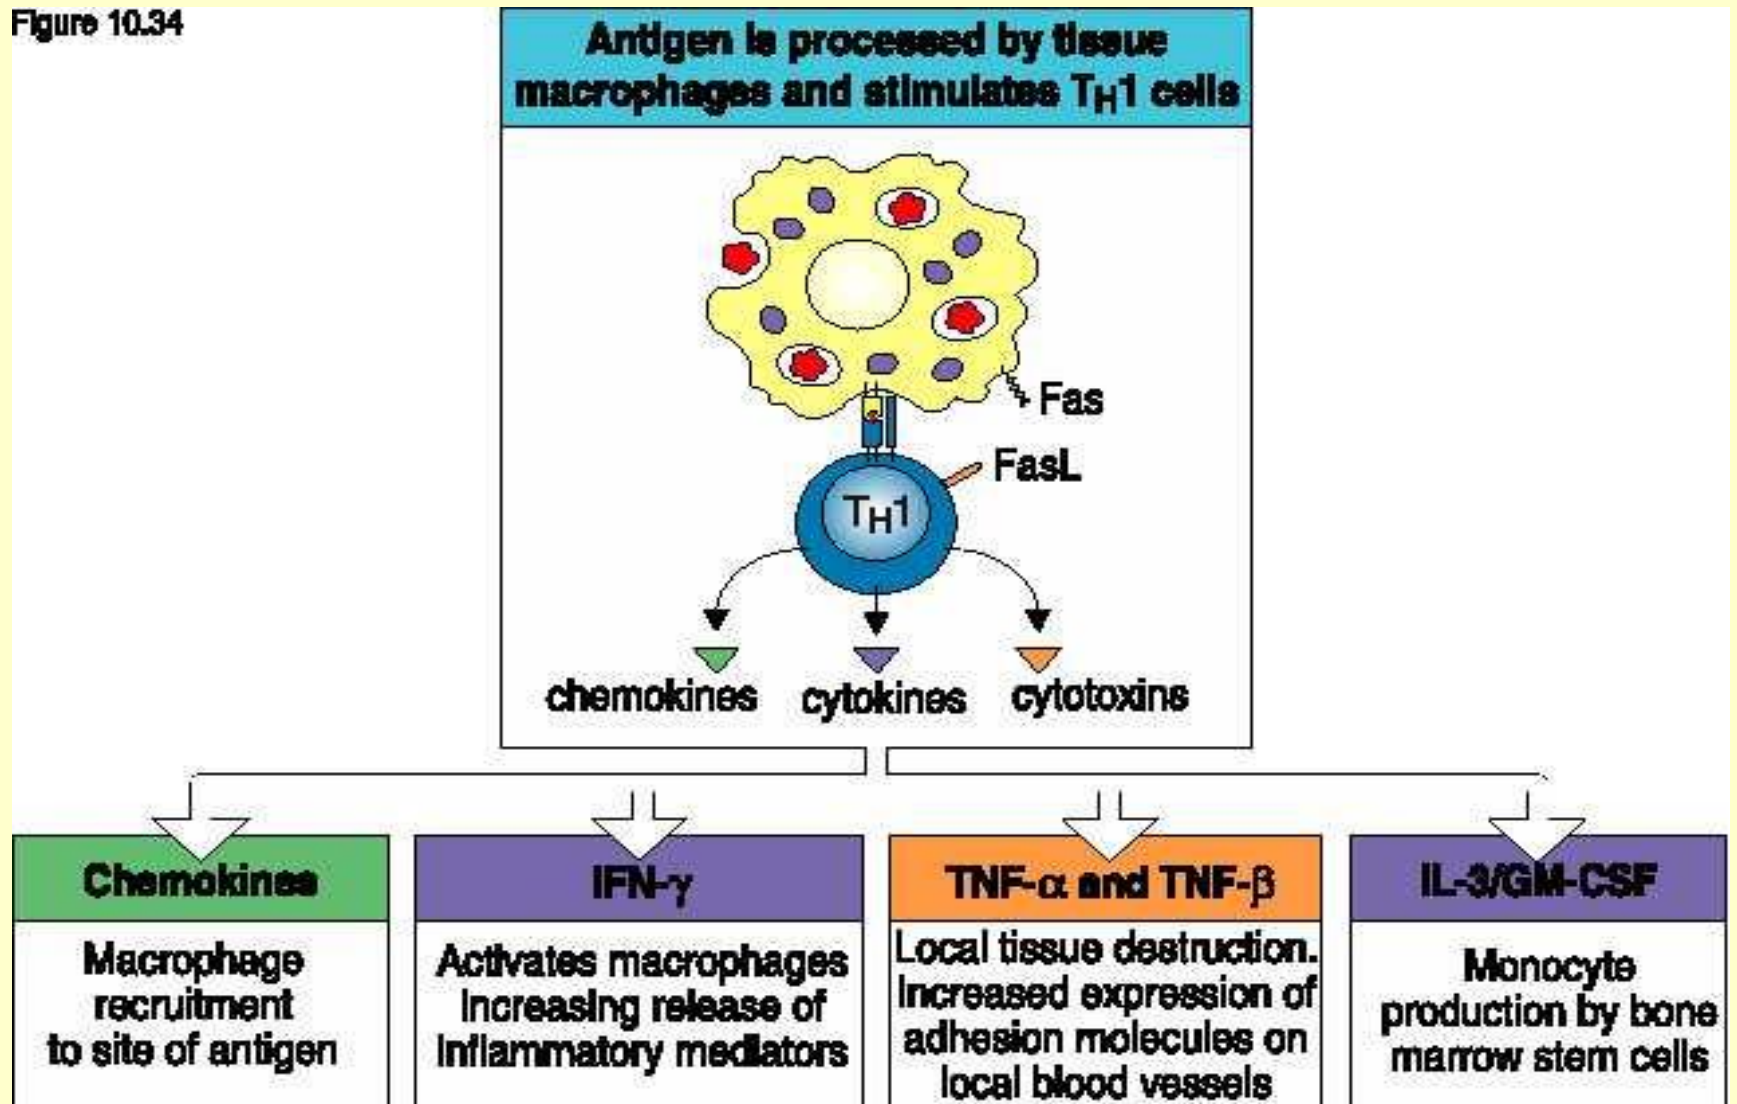 Figure 10.34
Antigen is processed by tissue
macrophages and stimulates TH1 cells
Fas
FasL
TH1
chemokines cytokines cytotoxins
Chemokines
Macrophage
recruitment
to site of antigen
IFN-γ
Activates macrophages
increasing release of
inflammatory mediators
TNF-α and TNF-β
Local tissue destruction.
Increased expression of
adhesion molecules on
local blood vessels
IL-3/GM-CSF
Monocyte
production by bone
marrow stem cells